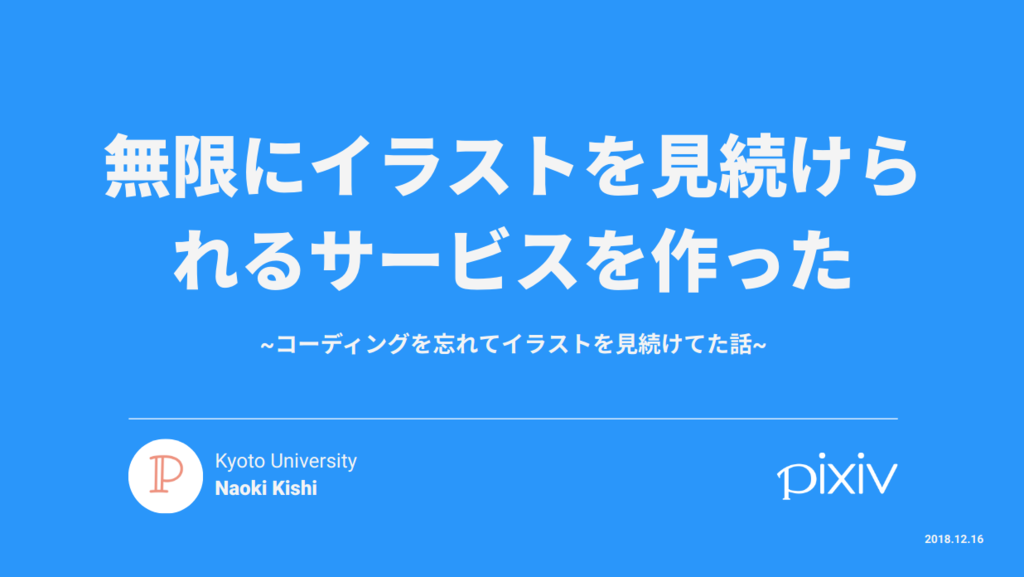 無限にイラストを見続けら
れるサービスを作った
~コーディングを忘れてイラストを見続けてた話~
P
Kyoto University
Naoki Kishi
pixiv
2018.12.16